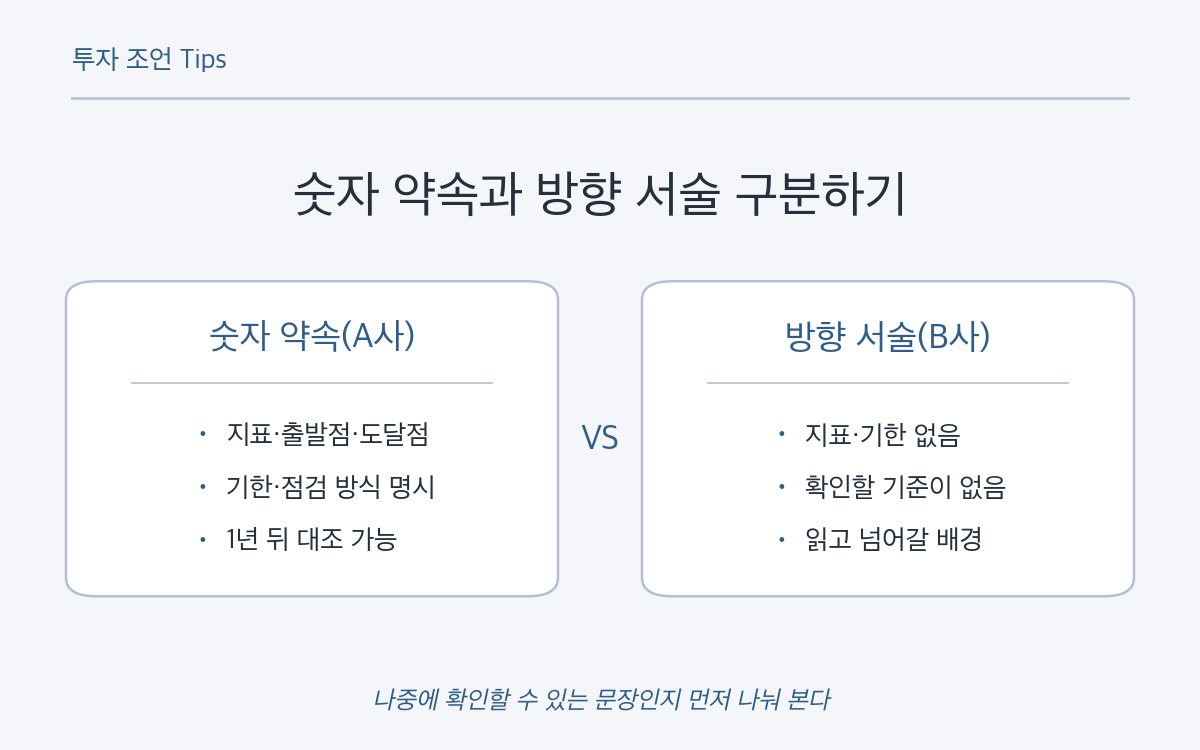 투자 조언 Tips
숫자 약속과 방향 서술 구분하기
숫자 약속(A사)
• 지표·출발점·도달점
• 기한·점검 방식 명시
• 1년 뒤 대조 가능
VS
방향 서술(B사)
• 지표·기한 없음
• 확인할 기준이 없음
• 읽고 넘어갈 배경
나중에 확인할 수 있는 문장인지 먼저 나눠 본다